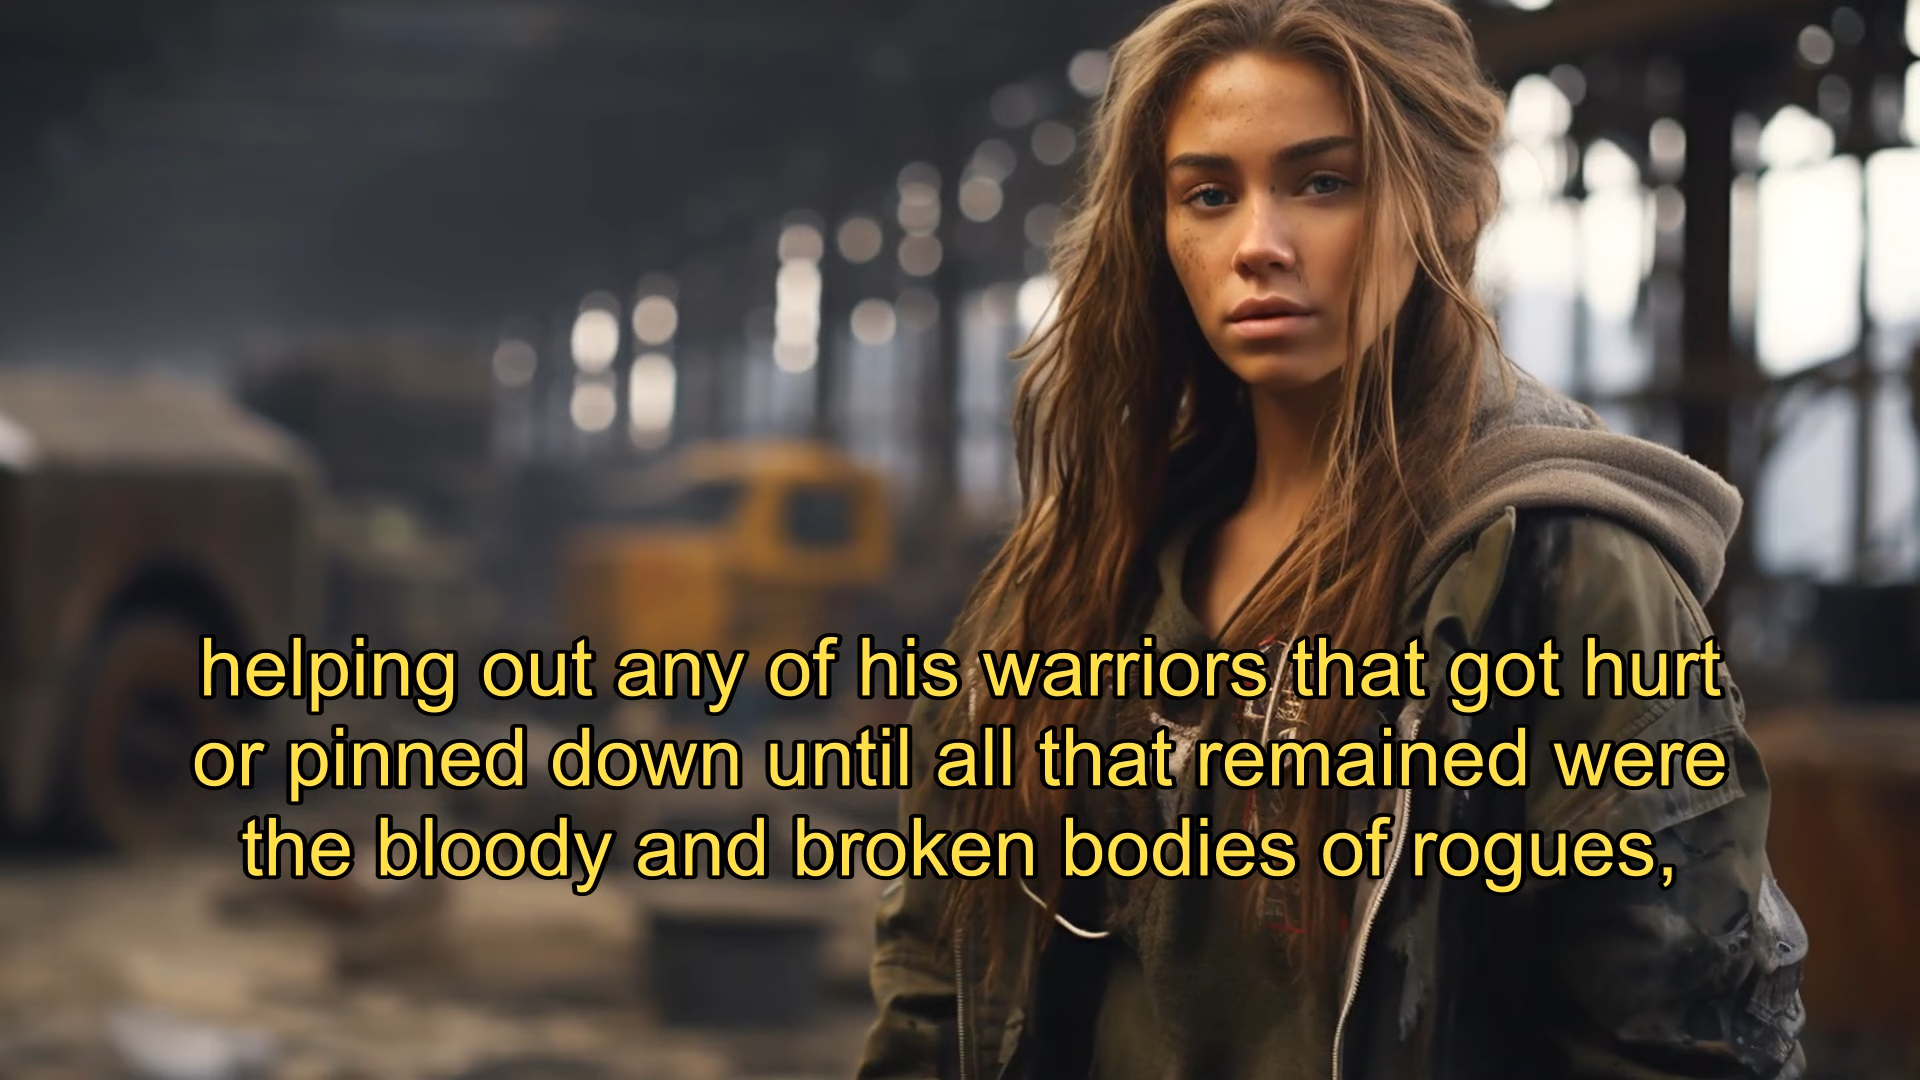 helping out any of his warriors that got hurt
or pinned down until all that remained were
the bloody and broken bodies of rogues,